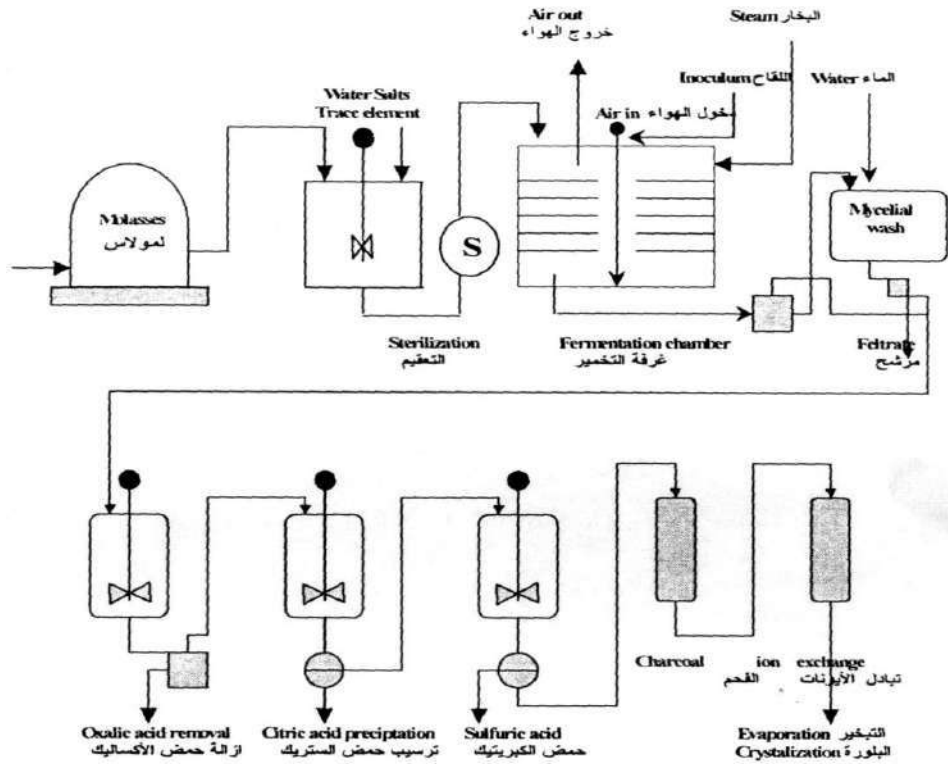 Air out
خروج الهواء
Steam البخار
Inoculum اللقاح
Water الماء
Water Salts
Trace element
Air in دخول الهواء
Molasses
لمولاس
S
Mycelial
wash
Sterilization
التعقيم
Fermentation chamber
غرفة التخمير
Feltrate
مرشح
Charcoal ion exchange
تبادل الأيونات الفحم
Oxalic acid removal
ازالة حمض الأكساليك
Citric acid preciptation
ترسيب حمض الستريك
Sulfuric acid
حمض الكبريتيك
Evaporation التبخير
Crystalization البلورة